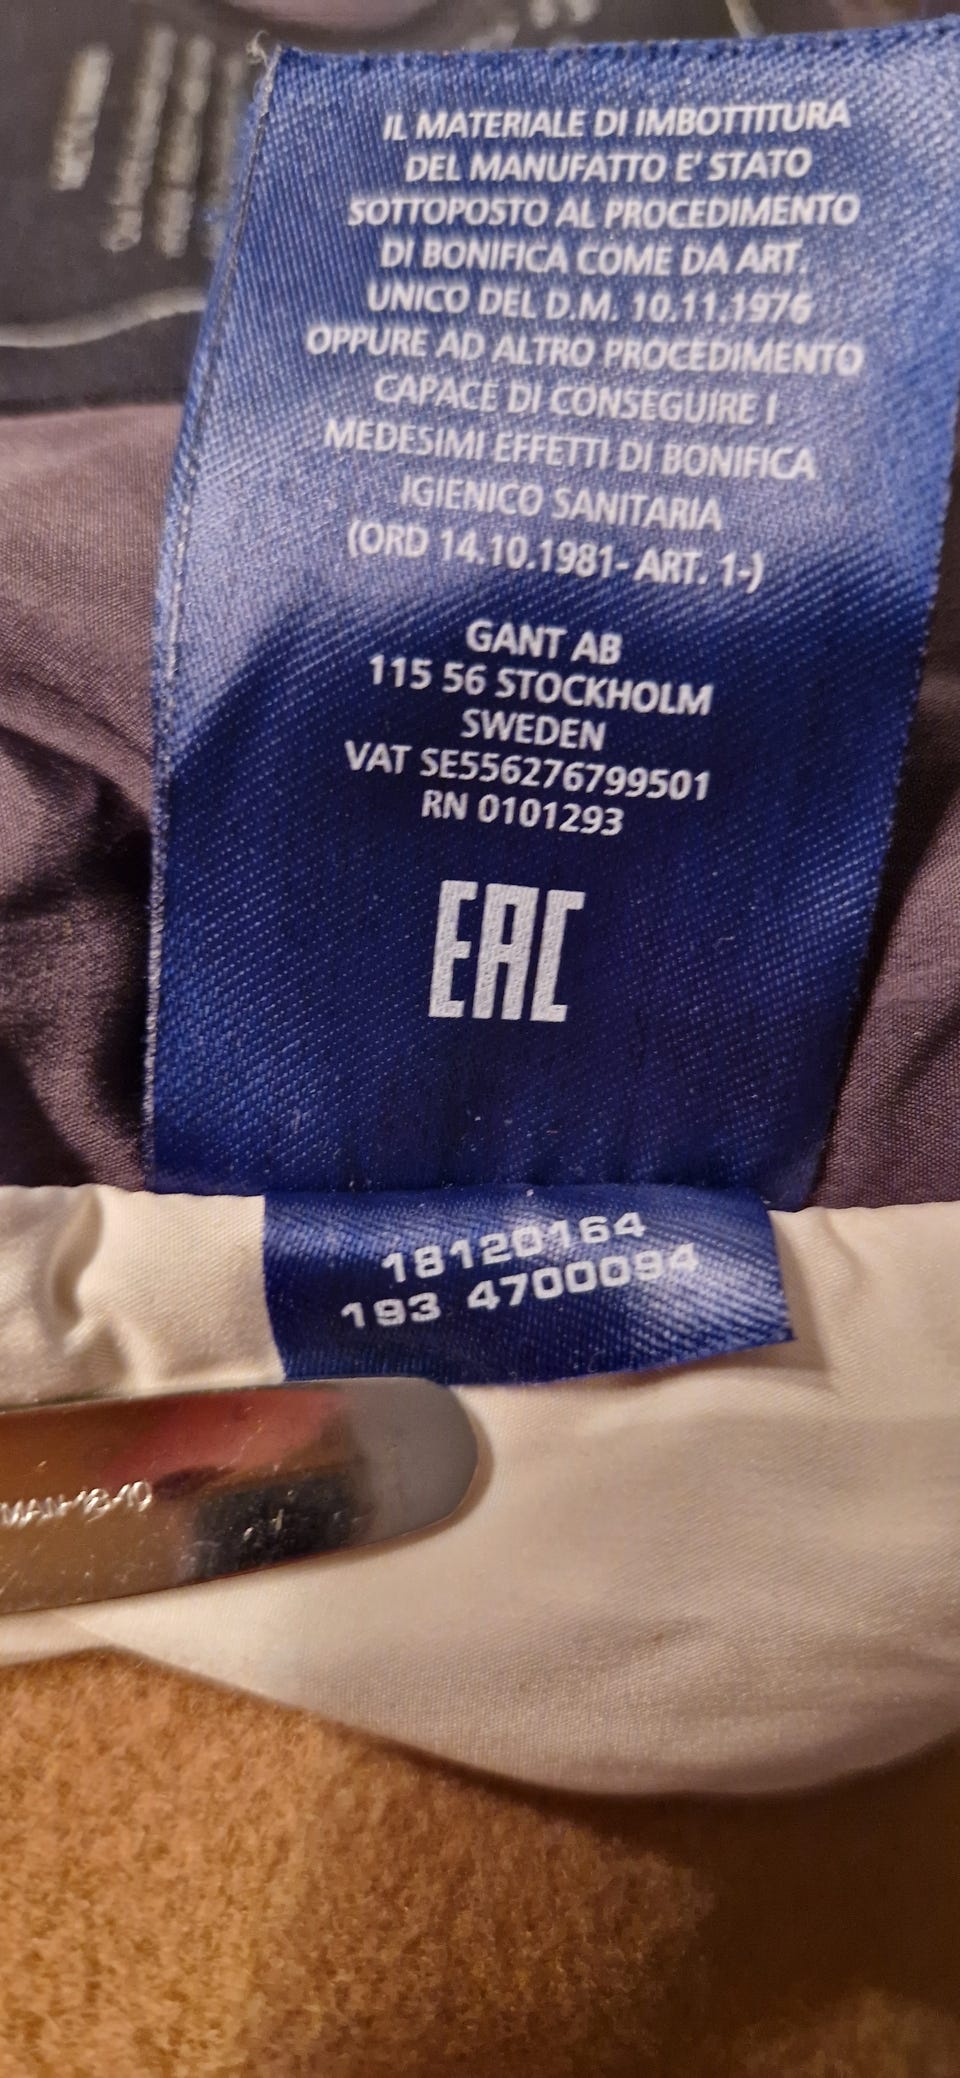 IL MATERIALE DI IMBOTTITURA
DEL MANUFATTO E' STATO
SOTTOPOSTO AL PROCEDIMENTO
DI BONIFICA COME DA ART.
UNICO DEL D.M. 10.11.1976
OPPURE AD ALTRO PROCEDIMENTO
CAPACE DI CONSEGUIRE I
MEDESIMI EFFETTI DI BONIFICA
IGIENICO SANITARIA
(ORD 14.10.1981- ART. 1-)
GANT AB
115 56 STOCKHOLM
SWEDEN
VAT SE556276799501
RN 0101293
EAC
18120164
193 4700094